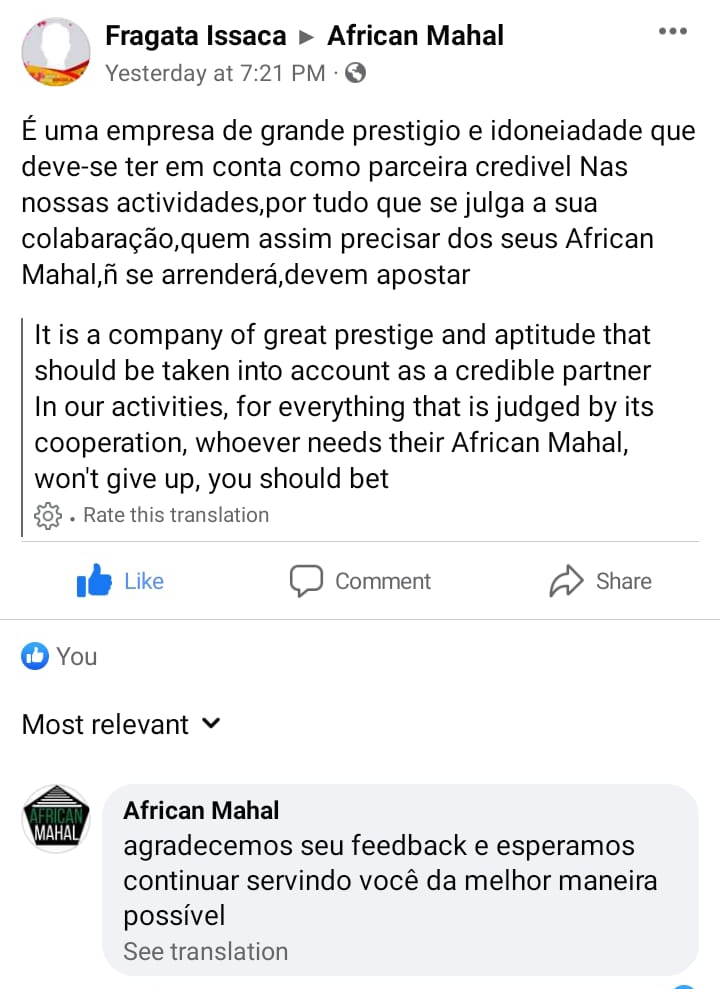 Fragata Issaca ▸ African Mahal
Yesterday at 7:21 PM ·
É uma empresa de grande prestigio e idoneiadade que
deve-se ter em conta como parceira credivel Nas
nossas actividades,por tudo que se julga a sua
colabaração,quem assim precisar dos seus African
Mahal,ñ se arrenderá,devem apostar
It is a company of great prestige and aptitude that
should be taken into account as a credible partner
In our activities, for everything that is judged by its
cooperation, whoever needs their African Mahal,
won't give up, you should bet
· Rate this translation
Like Comment Share
You
Most relevant
AFRICAN
MAHAL
African Mahal
agradecemos seu feedback e esperamos
continuar servindo você da melhor maneira
possível
See translation